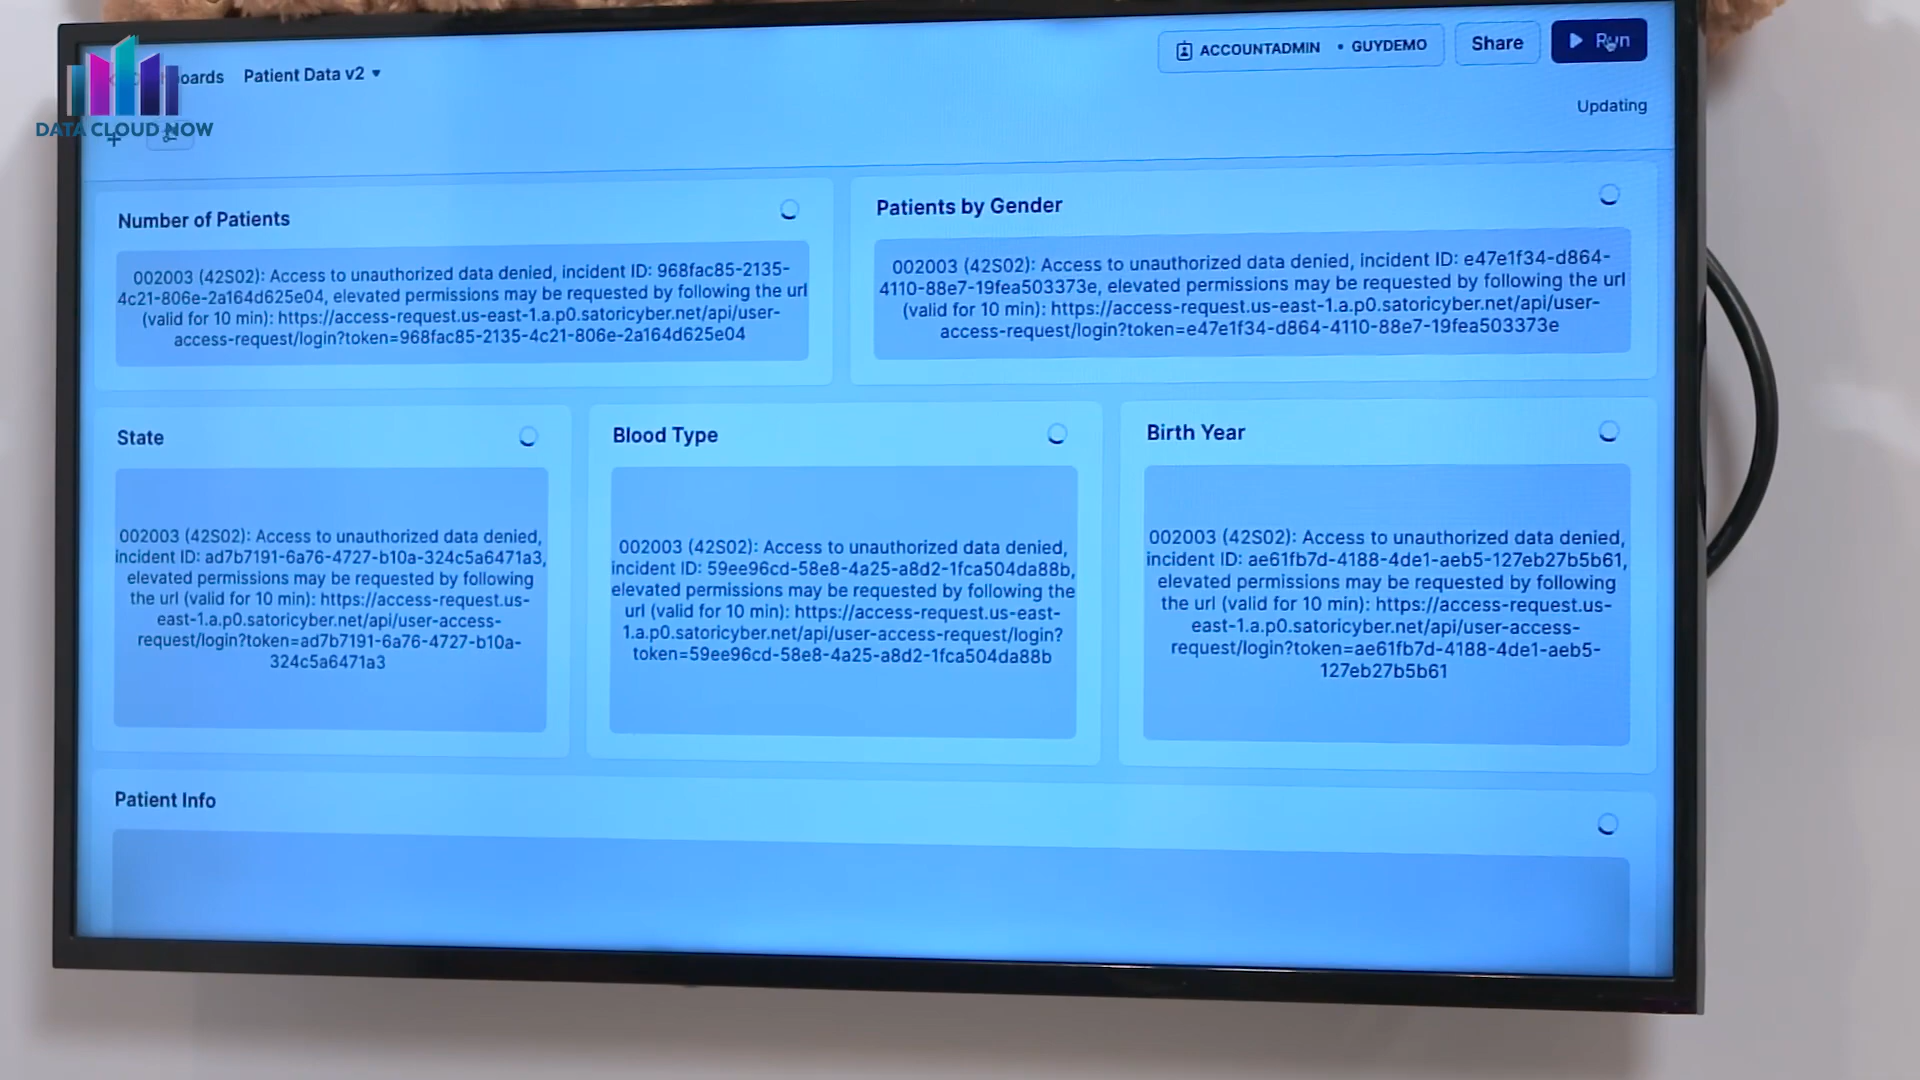 ACCOUNTADMIN • GUYDEMO
Share
Run
oards
Patient Data v2
Updating
DATA CLOUD NOW
+
Number of Patients
002003 (42S02): Access to unauthorized data denied, incident ID: 968fac85-2135-
4c21-806e-2a164d625e04, elevated permissions may be requested by following the url
(valid for 10 min): https://access-request.us-east-1.a.p0.satoricyber.net/api/user-
access-request/login?token=968fac85-2135-4c21-806e-2a164d625e04
Patients by Gender
002003 (42S02): Access to unauthorized data denied, incident ID: e47e1f34-d864-
4110-88e7-19fea503373e, elevated permissions may be requested by following the url
(valid for 10 min): https://access-request.us-east-1.a.p0.satoricyber.net/api/user-
access-request/login?token=e47e1f34-d864-4110-88e7-19fea503373e
State
002003 (42S02): Access to unauthorized data denied,
incident ID: ad7b7191-6a76-4727-b10a-324c5a6471a3,
elevated permissions may be requested by following
the url (valid for 10 min): https://access-request.us-
east-1.a.p0.satoricyber.net/api/user-access-
request/login?token=ad7b7191-6a76-4727-b10a-
324c5a6471a3
Blood Type
002003 (42S02): Access to unauthorized data denied,
incident ID: 59ee96cd-58e8-4a25-a8d2-1fca504da88b,
elevated permissions may be requested by following the
url (valid for 10 min): https://access-request.us-east-
1.a.p0.satoricyber.net/api/user-access-request/login?
token=59ee96cd-58e8-4a25-a8d2-1fca504da88b
Birth Year
002003 (42S02): Access to unauthorized data denied,
incident ID: ae61fb7d-4188-4de1-aeb5-127eb27b5b61,
elevated permissions may be requested by following
the url (valid for 10 min): https://access-request.us-
east-1.a.p0.satoricyber.net/api/user-access-
request/login?token=ae61fb7d-4188-4de1-aeb5-
127eb27b5b61
Patient Info